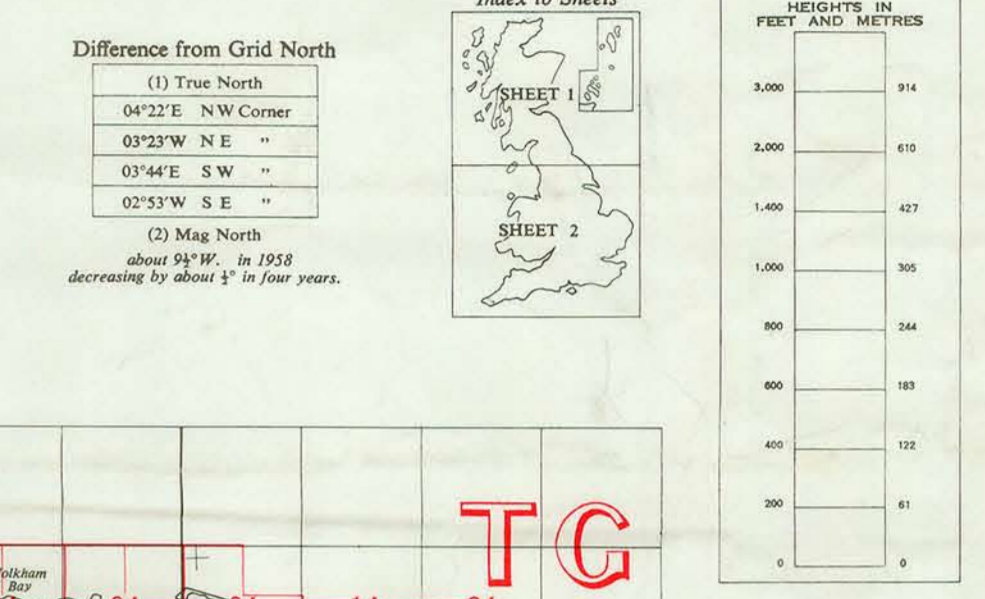 Index to Sheets
Difference from Grid North
(1) True North
04°22′E NW Corner
03°23′W NE "
03°44′E SW "
02°53′W SE "
(2) Mag North
about 9½°W. in 1958
decreasing by about ½° in four years.
SHEET 1
SHEET 2
HEIGHTS IN
FEET AND METRES
3,000 914
2,000 610
1,400 427
1,000 305
800 244
600 183
400 122
200 61
0 0
TG
Bay